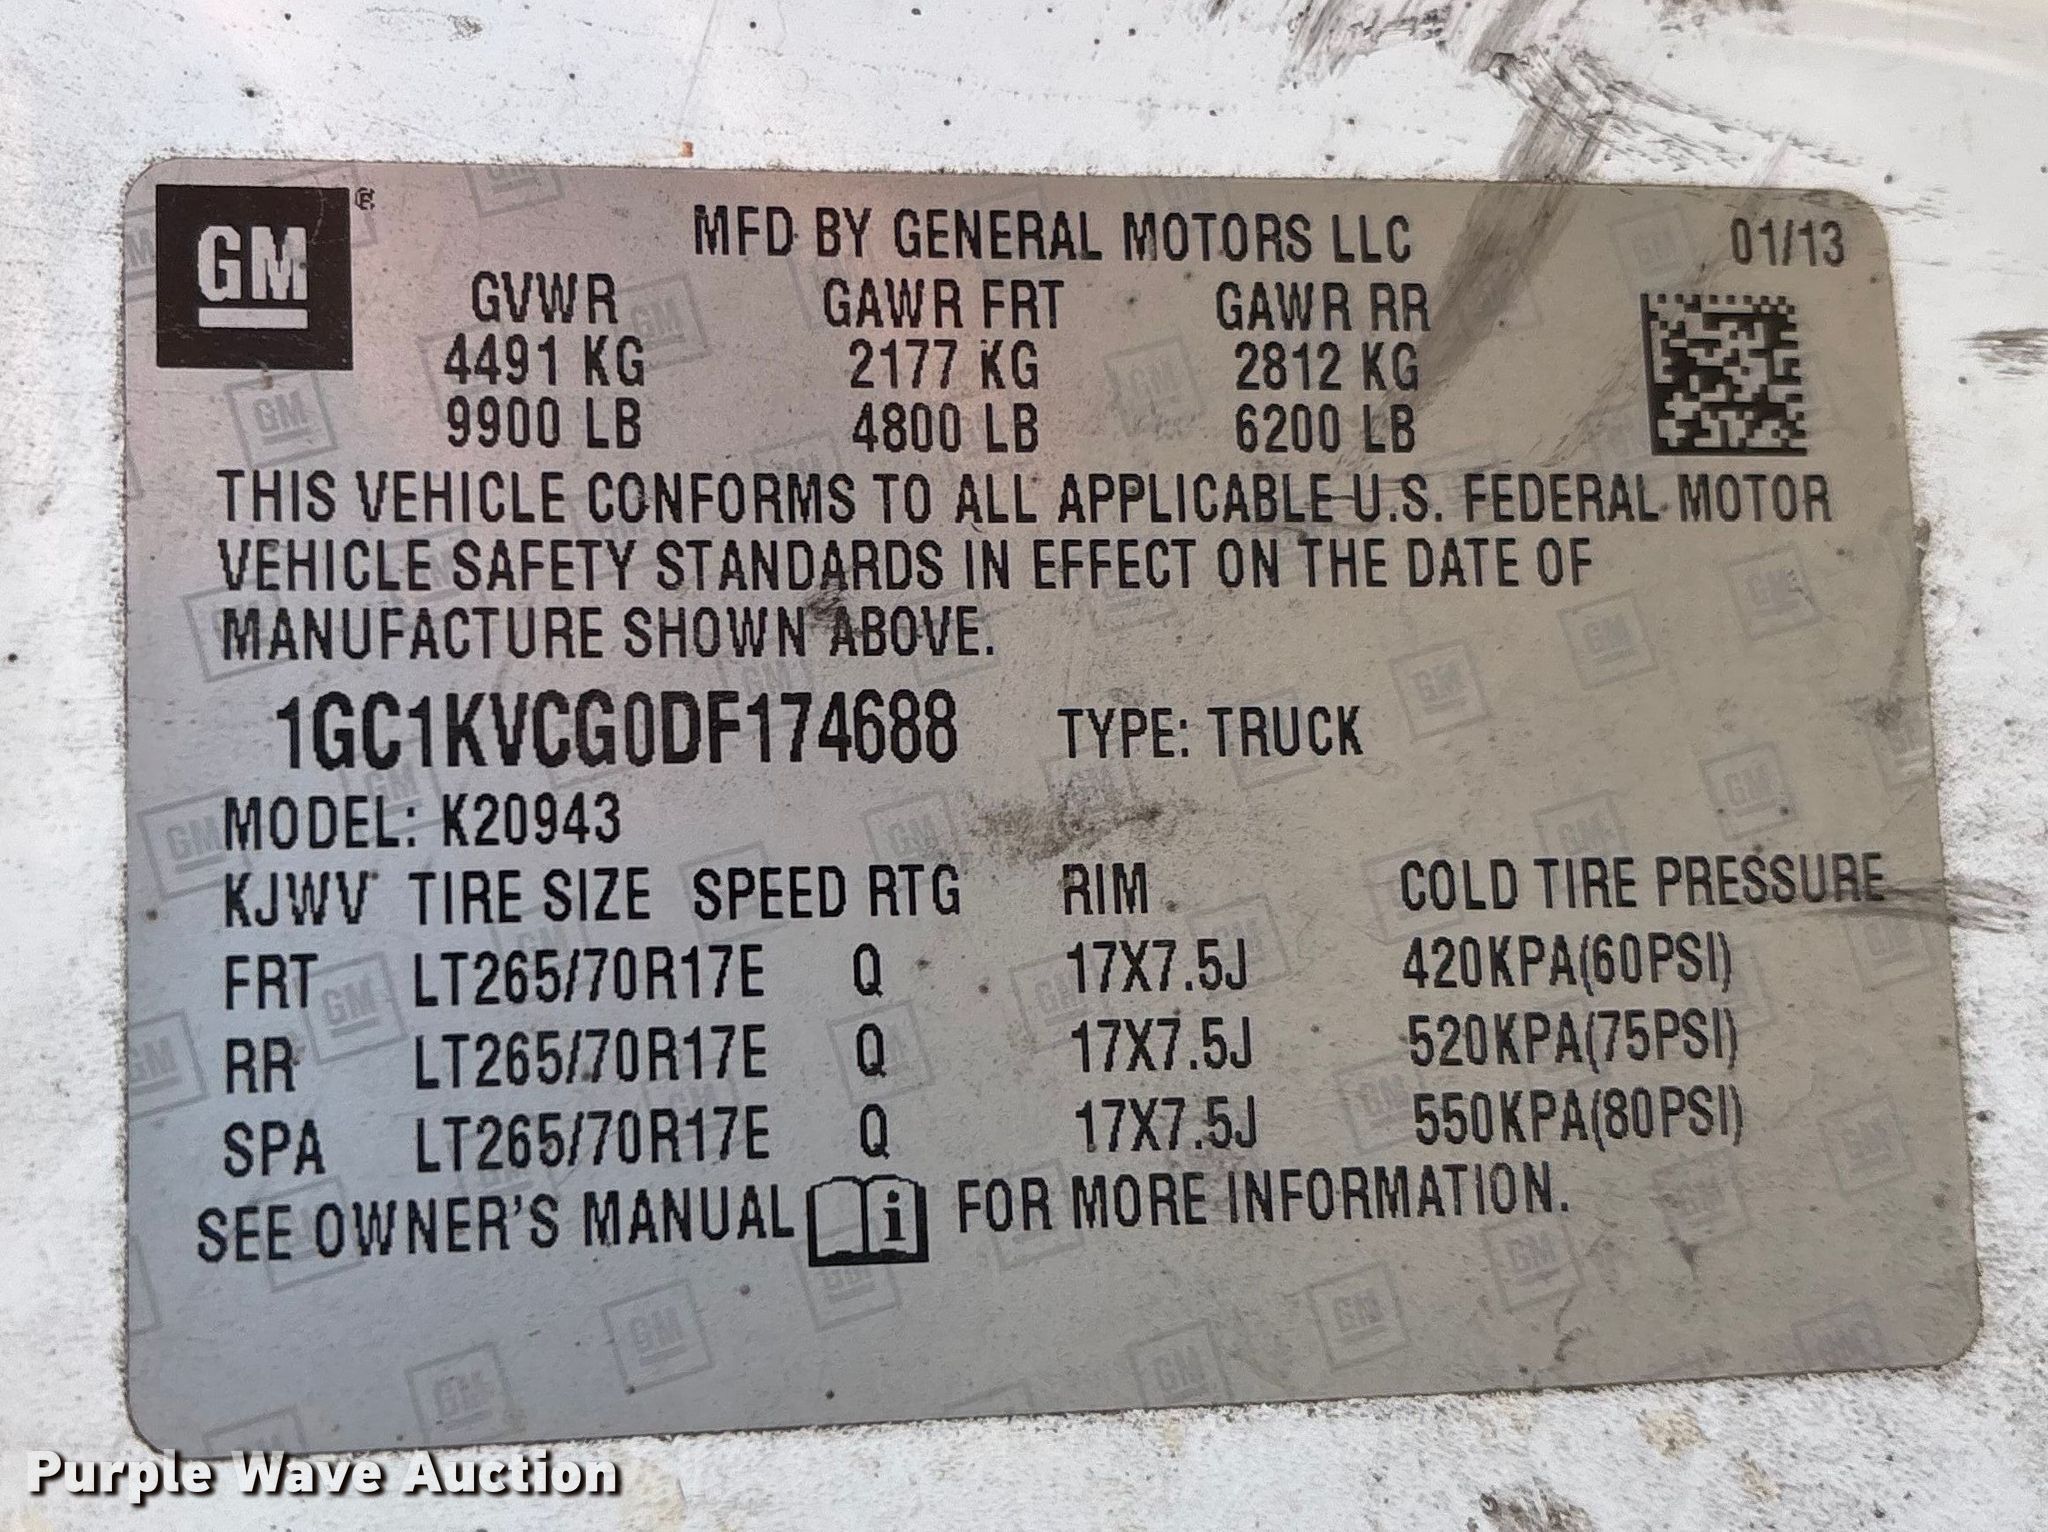 GM
MFD BY GENERAL MOTORS LLC 01/13
GVWR GAWR FRT GAWR RR
4491 KG 2177 KG 2812 KG
9900 LB 4800 LB 6200 LB
THIS VEHICLE CONFORMS TO ALL APPLICABLE U.S. FEDERAL MOTOR
VEHICLE SAFETY STANDARDS IN EFFECT ON THE DATE OF
MANUFACTURE SHOWN ABOVE.
1GC1KVCG0DF174688 TYPE: TRUCK
MODEL: K20943
KJWV TIRE SIZE SPEED RTG RIM COLD TIRE PRESSURE
FRT LT265/70R17E Q 17X7.5J 420KPA(60PSI)
RR LT265/70R17E Q 17X7.5J 520KPA(75PSI)
SPA LT265/70R17E Q 17X7.5J 550KPA(80PSI)
SEE OWNER'S MANUAL i FOR MORE INFORMATION.
Purple Wave Auction